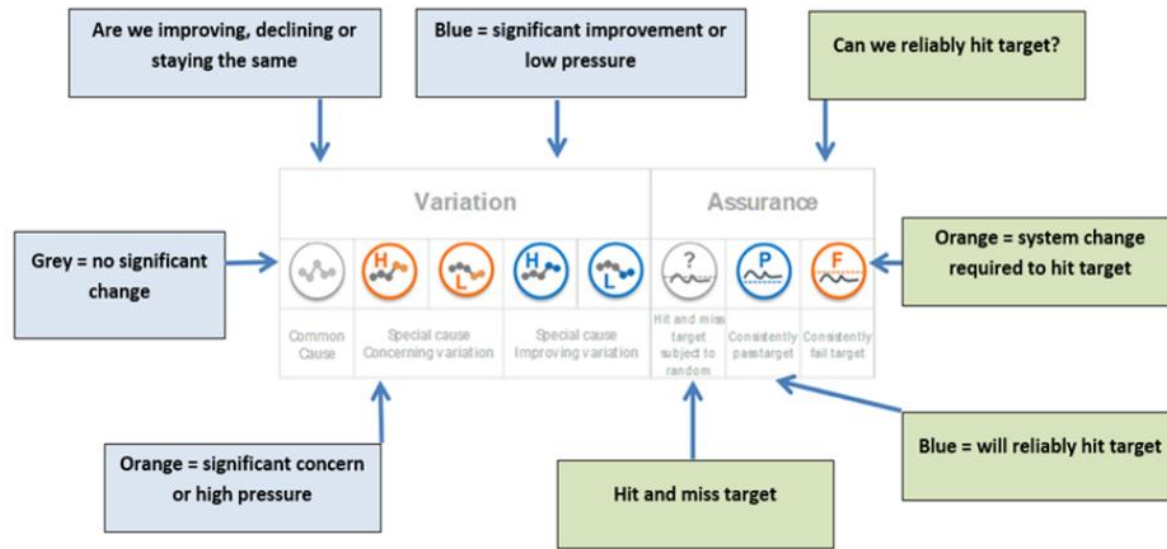 Are we improving, declining or
staying the same
Blue = significant improvement or
low pressure
Can we reliably hit target?
Variation
Assurance
Grey = no significant
change
H
L
H
L
?
P
F
Orange = system change
required to hit target
Common
Cause
Special cause
Concerning variation
Special cause
Improving variation
Hit and miss
target
subject to
random
Consistently
pass target
Consistently
fail target
Orange = significant concern
or high pressure
Hit and miss target
Blue = will reliably hit target